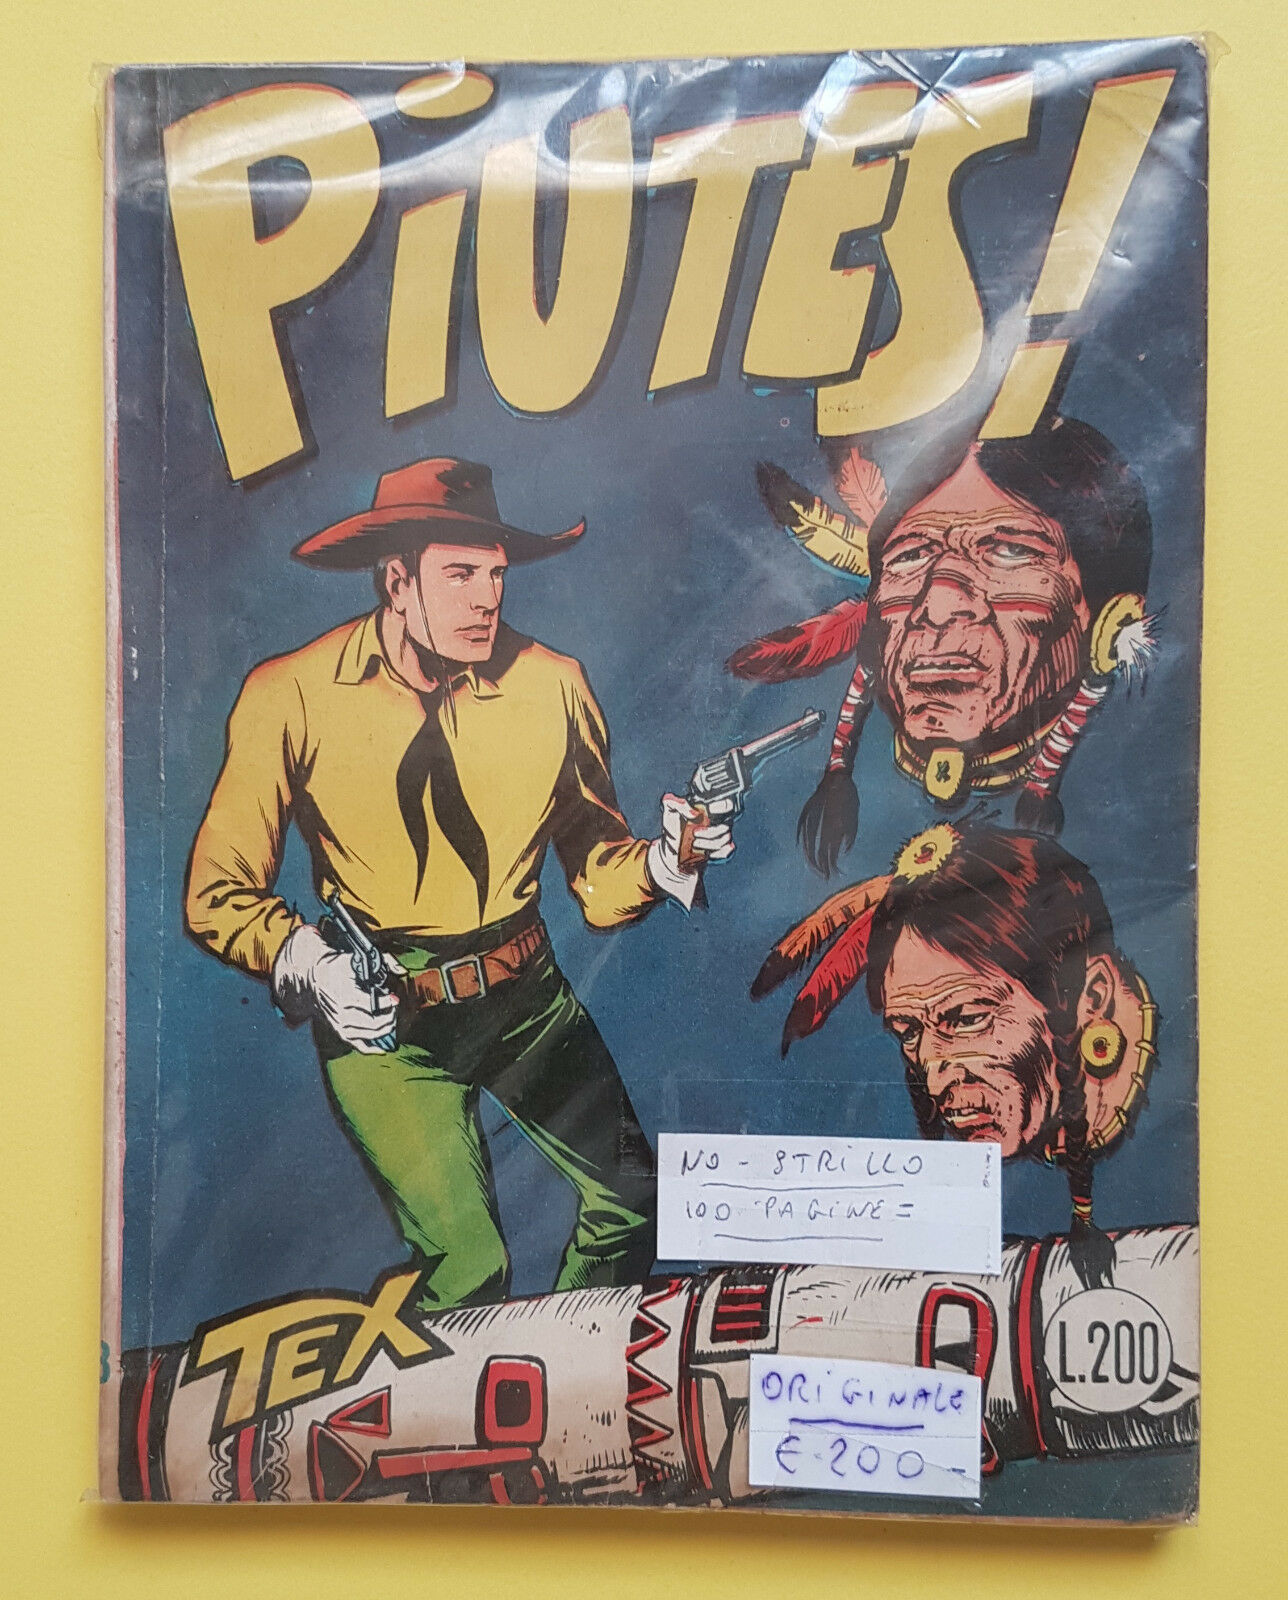 PiUTES!
NO - STRILLO
100 PAGINE =
TEX
L.200
ORiGiNALE
€ 200 -